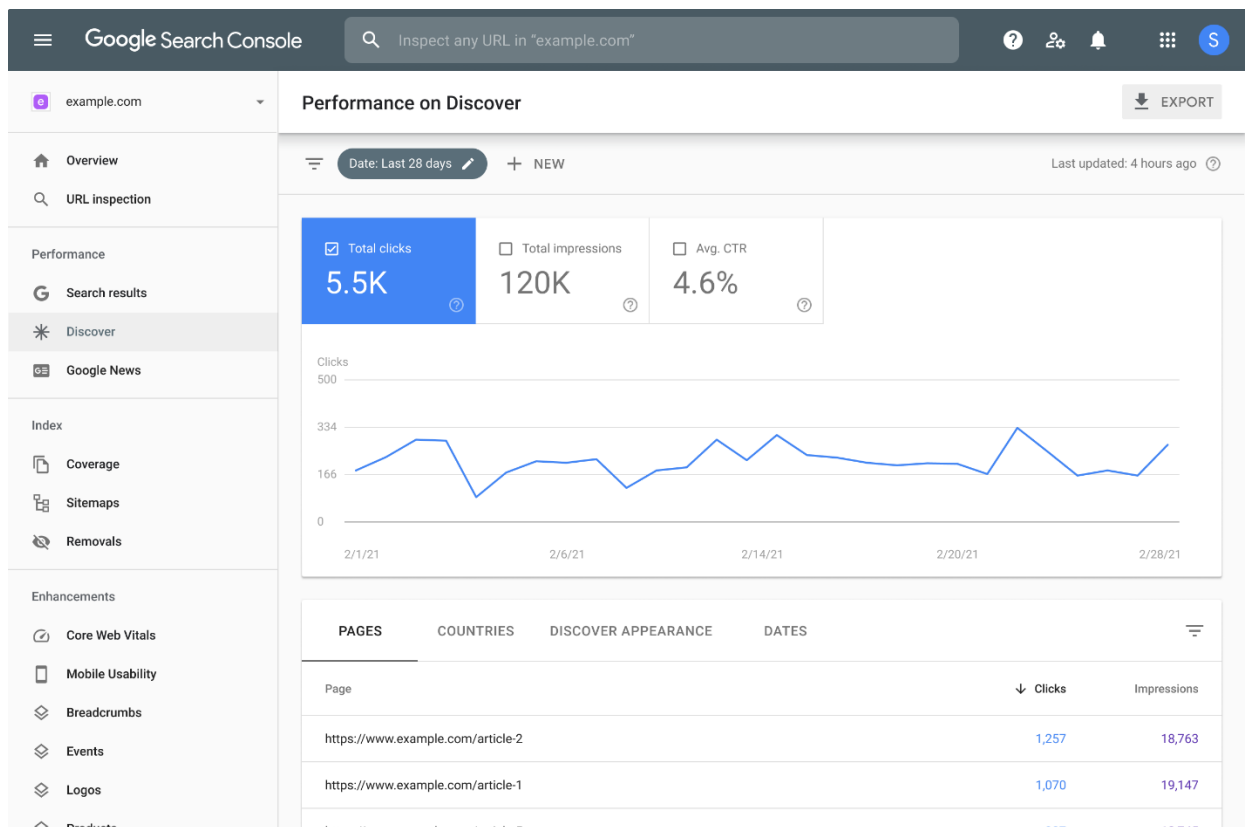 Google Search Console
Inspect any URL in "example.com"
S
e
example.com
Performance on Discover
EXPORT
Overview
URL inspection
Date: Last 28 days
NEW
Last updated: 4 hours ago
Performance
Search results
Discover
Google News
Total clicks
5.5K
Total impressions
120K
Avg. CTR
4.6%
Index
Coverage
Sitemaps
Removals
Clicks
500
334
166
0
2/1/21
2/6/21
2/14/21
2/20/21
2/28/21
Enhancements
Core Web Vitals
Mobile Usability
Breadcrumbs
Events
Logos
PAGES
COUNTRIES
DISCOVER APPEARANCE
DATES
Page
Clicks
Impressions
https://www.example.com/article-2
1,257
18,763
https://www.example.com/article-1
1,070
19,147